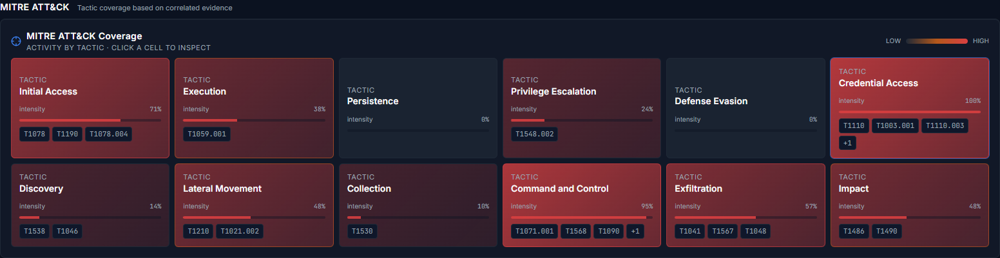 MITRE ATT&CK Tactic coverage based on correlated evidence
MITRE ATT&CK Coverage
ACTIVITY BY TACTIC · CLICK A CELL TO INSPECT
LOW HIGH
TACTIC
Initial Access
intensity 71%
T1078 T1190 T1078.004
TACTIC
Execution
intensity 38%
T1059.001
TACTIC
Persistence
intensity 0%
TACTIC
Privilege Escalation
intensity 24%
T1548.002
TACTIC
Defense Evasion
intensity 0%
TACTIC
Credential Access
intensity 100%
T1110 T1003.001 T1110.003
+1
TACTIC
Discovery
intensity 14%
T1538 T1046
TACTIC
Lateral Movement
intensity 48%
T1210 T1021.002
TACTIC
Collection
intensity 10%
T1530
TACTIC
Command and Control
intensity 95%
T1071.001 T1568 T1090 +1
TACTIC
Exfiltration
intensity 57%
T1041 T1567 T1048
TACTIC
Impact
intensity 48%
T1486 T1490